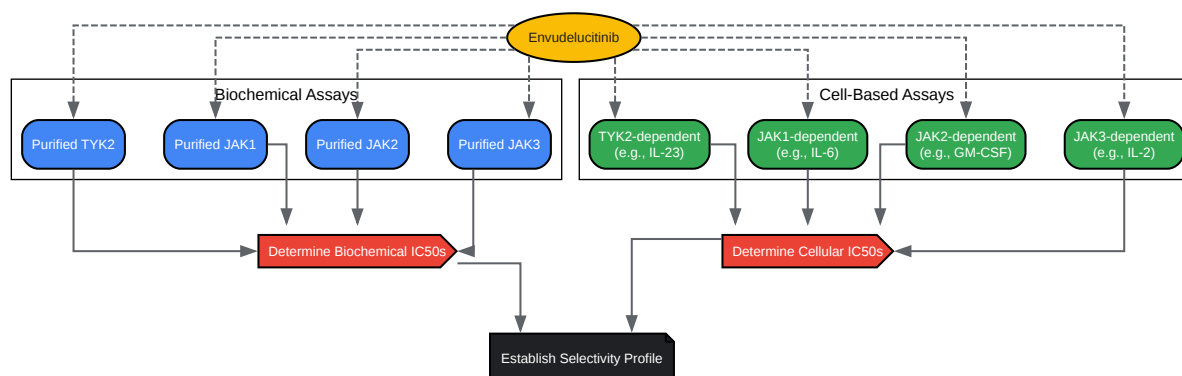 Envudelucitinib
Biochemical Assays
Cell-Based Assays
Purified TYK2
Purified JAK1
Purified JAK2
Purified JAK3
TYK2-dependent
(e.g., IL-23)
JAK1-dependent
(e.g., IL-6)
JAK2-dependent
(e.g., GM-CSF)
JAK3-dependent
(e.g., IL-2)
Determine Biochemical IC50s
Determine Cellular IC50s
Establish Selectivity Profile